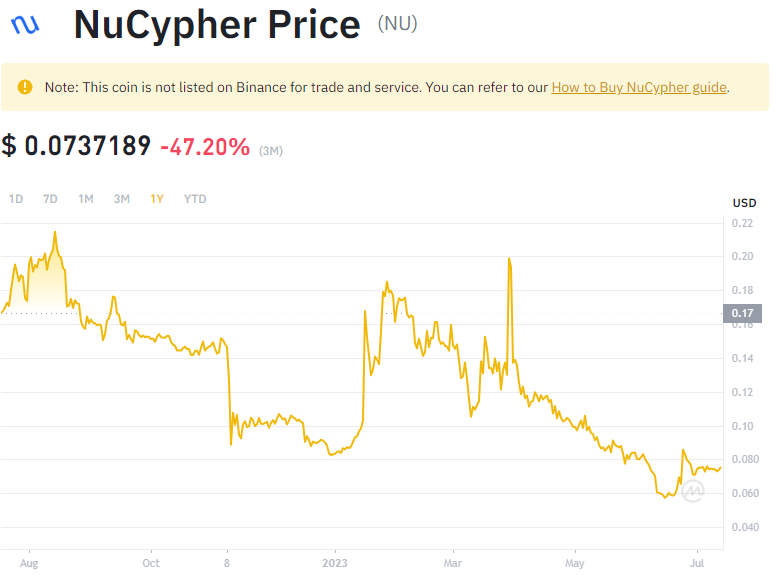 NuCypher Price (NU)
Note: This coin is not listed on Binance for trade and service. You can refer to our How to Buy NuCypher guide.
$ 0.0737189 -47.20% (3M)
1D 7D 1M 3M 1Y YTD
USD
0.22
0.20
0.18
0.17
0.16
0.14
0.12
0.10
0.080
0.060
0.040
Aug Oct 8 2023 Mar May Jul